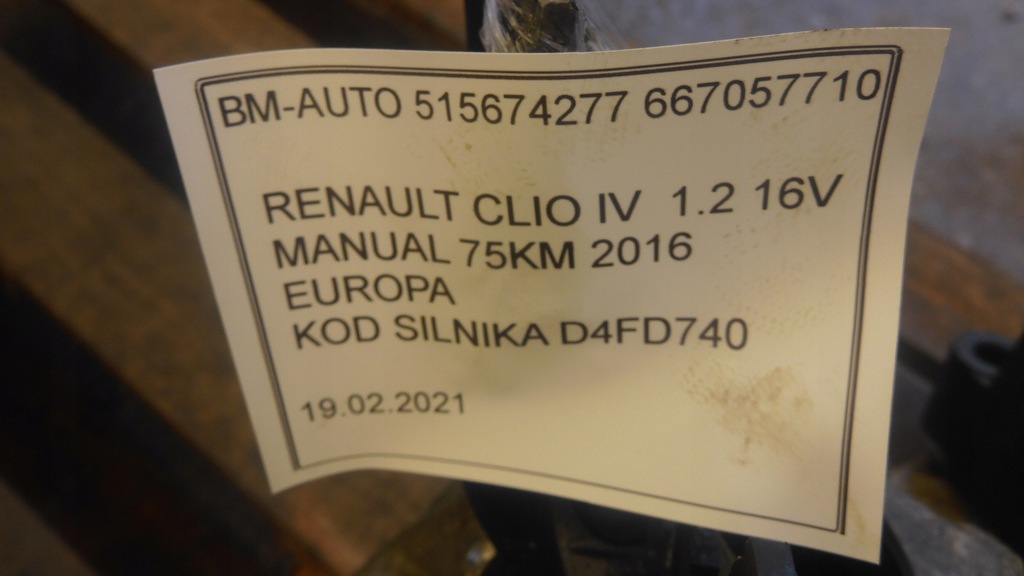 BM-AUTO 515674277 667057710
RENAULT CLIO IV 1.2 16V
MANUAL 75KM 2016
EUROPA
KOD SILNIKA D4FD740
19.02.2021